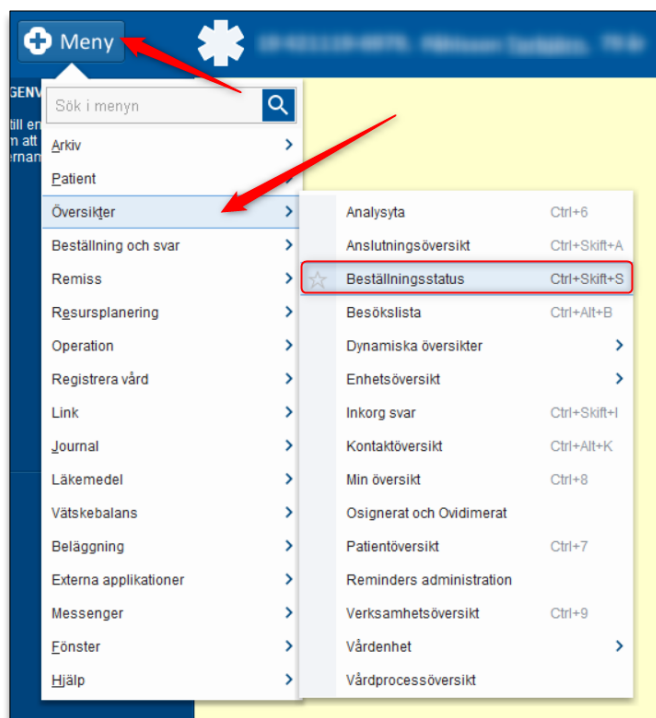 Meny
GENV
till en
n att
ernan
Sök i menyn
Arkiv
Patient
Översikter
Beställning och svar
Remiss
Resursplanering
Operation
Registrera vård
Link
Journal
Läkemedel
Vätskebalans
Beläggning
Externa applikationer
Messenger
Fönster
Hjälp
Analysyta Ctrl+6
Anslutningsöversikt Ctrl+Skift+A
Beställningsstatus Ctrl+Skift+S
Besökslista Ctrl+Alt+B
Dynamiska översikter
Enhetsöversikt
Inkorg svar Ctrl+Skift+I
Kontaktöversikt Ctrl+Alt+K
Min översikt Ctrl+8
Osignerat och Ovidimerat
Patientöversikt Ctrl+7
Reminders administration
Verksamhetsöversikt Ctrl+9
Vårdenhet
Vårdprocessöversikt